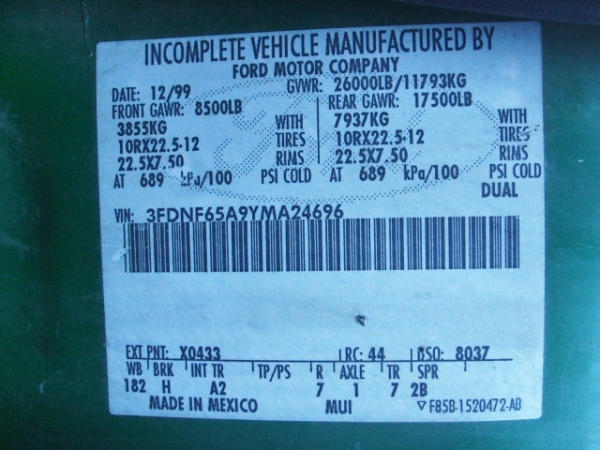 INCOMPLETE VEHICLE MANUFACTURED BY
FORD MOTOR COMPANY
DATE: 12/99 GVWR: 26000LB/11793KG
FRONT GAWR: 8500LB REAR GAWR: 17500LB
3855KG WITH 7937KG WITH
10RX22.5-12 TIRES 10RX22.5-12 TIRES
22.5X7.50 RIMS 22.5X7.50 RIMS
AT 689 kPa/100 PSI COLD AT 689 kPa/100 PSI COLD
DUAL
VIN: 3FDNF65A9YMA24696
EXT PNT: X0433 RC: 44 DSO: 8037
WB BRK INT TR TP/PS R AXLE TR SPR
182 H A2 7 1 7 2B
MADE IN MEXICO MUI F85B-1520472-AB